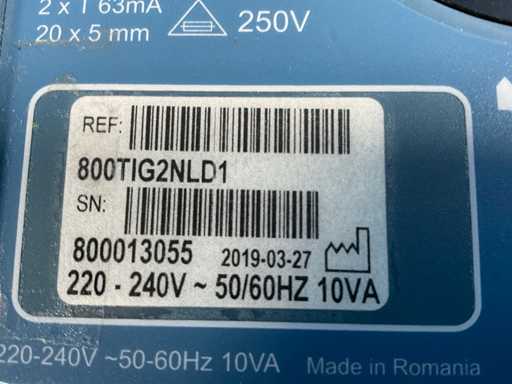 2 x T 63mA
20 x 5 mm
250V
REF:
800TIG2NLD1
SN:
800013055 2019-03-27
220 - 240V ~ 50/60HZ 10VA
220-240V ~50-60Hz 10VA
Made in Romania